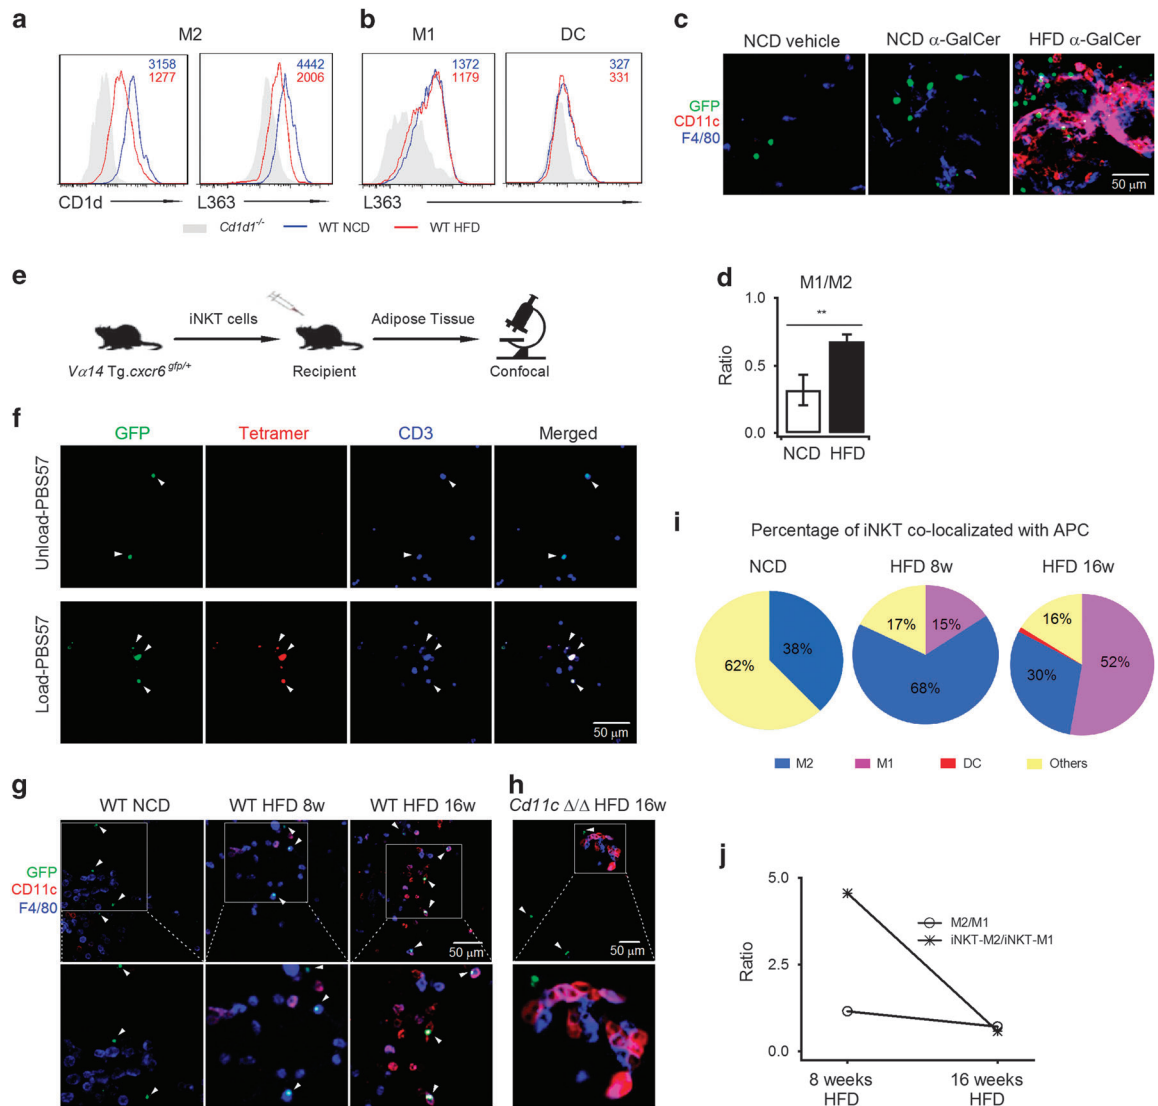 a
M2
3158
1277
CD1d
4442
2006
L363
b
M1
DC
1372
1179
L363
327
331
Cd1d1-/-
WT NCD
WT HFD
c
NCD vehicle
NCD α-GalCer
HFD α-GalCer
GFP
CD11c
F4/80
50 µm
d
M1/M2
1.0
0.5
0.0
Ratio
**
NCD
HFD
e
iNKT cells
Adipose Tissue
Vα14 Tg.cxcr6 gfp/+
Recipient
Confocal
f
GFP
Tetramer
CD3
Merged
Unload-PBS57
Load-PBS57
50 µm
g
WT NCD
WT HFD 8w
WT HFD 16w
GFP
CD11c
F4/80
50 µm
h
Cd11c Δ/Δ HFD 16w
50 µm
i
Percentage of iNKT co-localizated with APC
NCD
HFD 8w
HFD 16w
62%
38%
17%
15%
68%
16%
30%
52%
M2
M1
DC
Others
j
5.0
2.5
0.0
Ratio
M2/M1
iNKT-M2/iNKT-M1
8 weeks
HFD
16 weeks
HFD